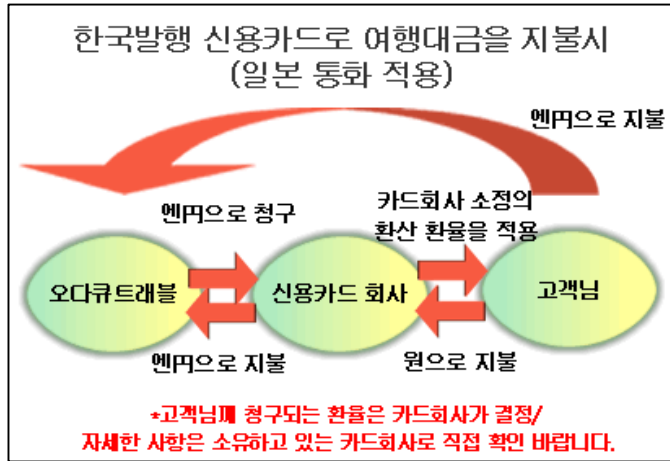 한국발행 신용카드로 여행대금을 지불시
(일본 통화 적용)
엔円으로 지불
엔円으로 청구
카드회사 소정의
환산 환율을 적용
오다큐트래블
신용카드 회사
고객님
엔円으로 지불
원으로 지불
*고객님께 청구되는 환율은 카드회사가 결정/
자세한 사항은 소유하고 있는 카드회사로 직접 확인 바랍니다.